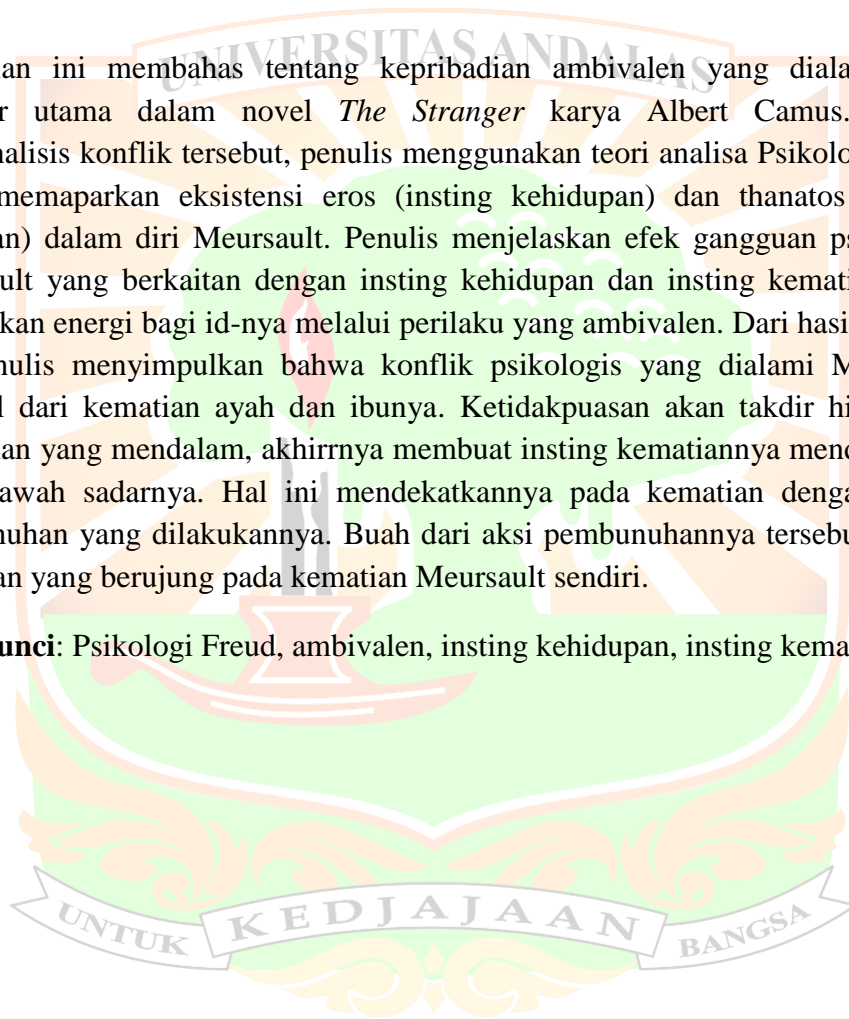 UNIVERSITAS ANDALAS
an ini membahas tentang kepribadian ambivalen yang diala
r utama dalam novel The Stranger karya Albert Camus.
nalisis konflik tersebut, penulis menggunakan teori analisa Psikolo
memaparkan eksistensi eros (insting kehidupan) dan thanatos
an) dalam diri Meursault. Penulis menjelaskan efek gangguan ps
ult yang berkaitan dengan insting kehidupan dan insting kemati
kan energi bagi id-nya melalui perilaku yang ambivalen. Dari hasi
nulis menyimpulkan bahwa konflik psikologis yang dialami M
l dari kematian ayah dan ibunya. Ketidakpuasan akan takdir hi
an yang mendalam, akhirrnya membuat insting kematiannya mend
awah sadarnya. Hal ini mendekatkannya pada kematian denga
nuhan yang dilakukannya. Buah dari aksi pembunuhannya tersebu
an yang berujung pada kematian Meursault sendiri.
unci: Psikologi Freud, ambivalen, insting kehidupan, insting kema
UNTUK KEDJAJAAN BANGSA